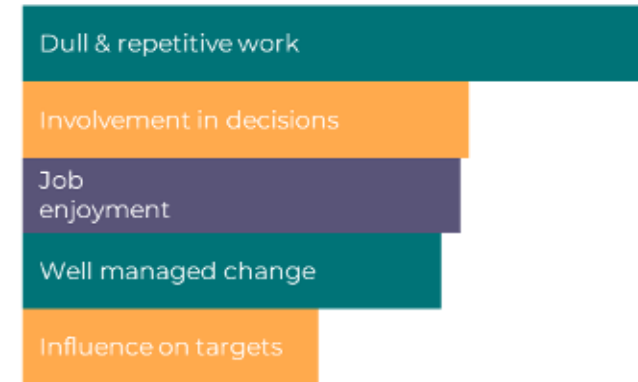 Dull & repetitive work
Involvement in decisions
Job
enjoyment
Well managed change
Influence on targets